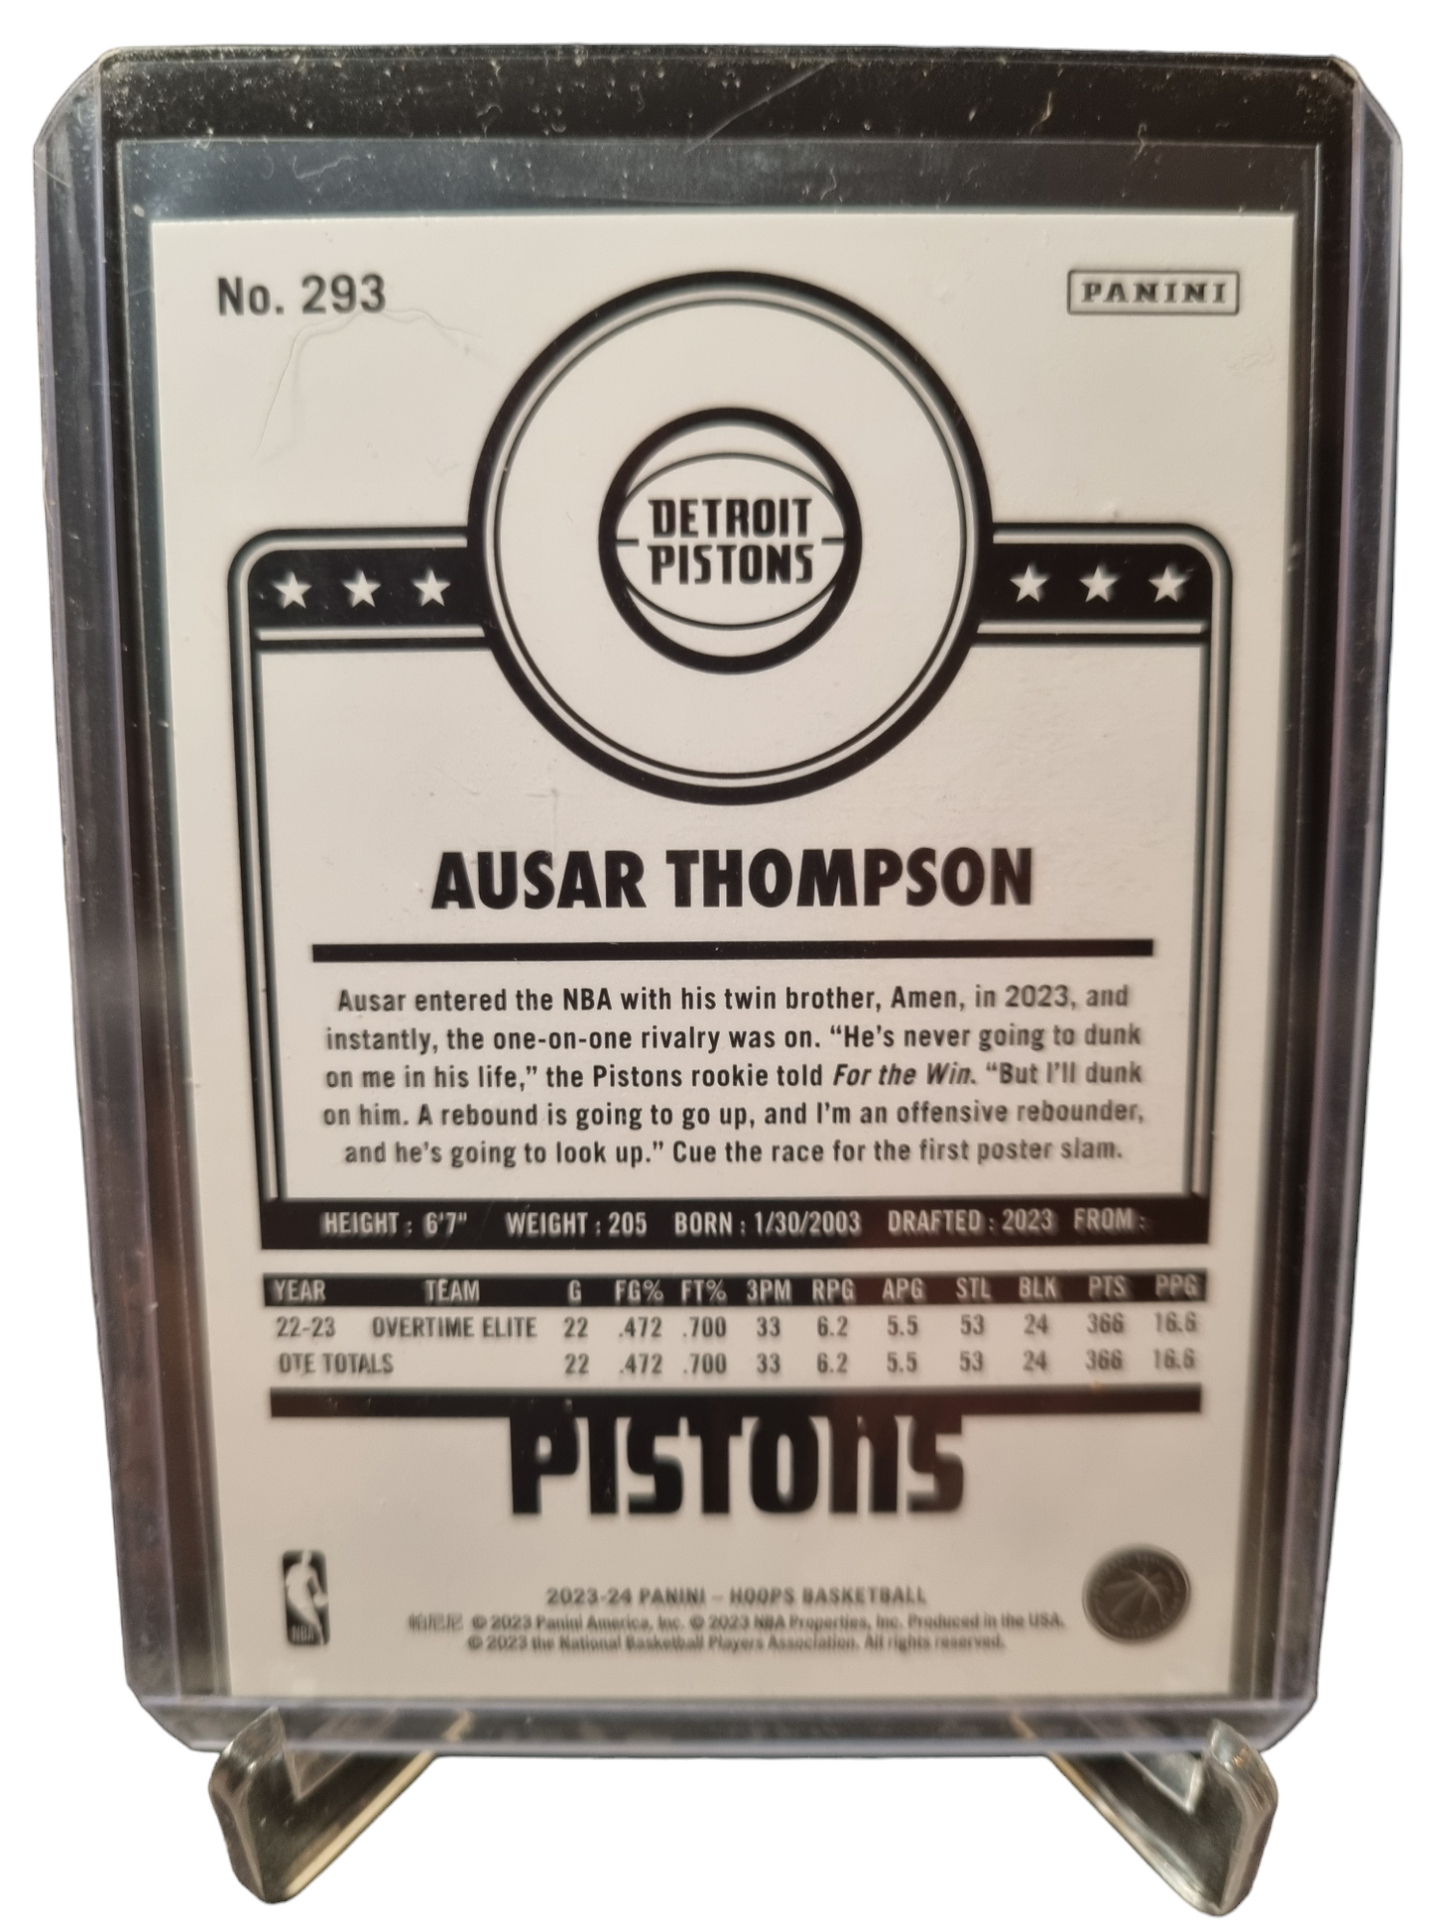 No. 293
PANINI
DETROIT
PISTONS
AUSAR THOMPSON
Ausar entered the NBA with his twin brother, Amen, in 2023, and
instantly, the one-on-one rivalry was on. “He’s never going to dunk
on me in his life,” the Pistons rookie told For the Win. “But I’ll dunk
on him. A rebound is going to go up, and I’m an offensive rebounder,
and he’s going to look up.” Cue the race for the first poster slam.
HEIGHT : 6'7" WEIGHT : 205 BORN : 1/30/2003 DRAFTED : 2023 FROM :
YEAR TEAM G FG% FT% 3PM RPG APG STL BLK PTS PPG
22-23 OVERTIME ELITE 22 .472 .700 33 6.2 5.5 53 24 366 16.6
OTE TOTALS 22 .472 .700 33 6.2 5.5 53 24 366 16.6
PISTONS
NBA
2023-24 PANINI – HOOPS BASKETBALL
帕尼尼 © 2023 Panini America, Inc. © 2023 NBA Properties, Inc. Produced in the USA.
© 2023 the National Basketball Players Association. All rights reserved.